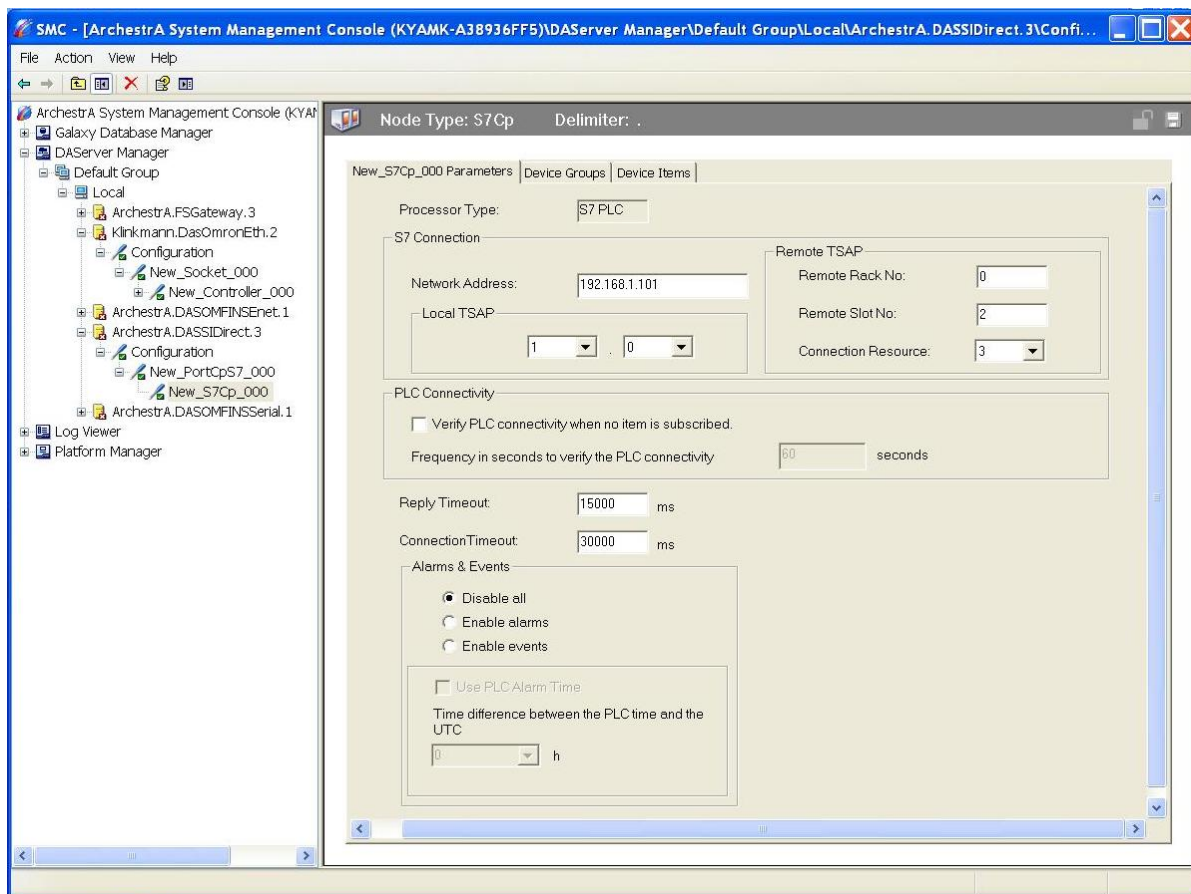 SMC - [ArchestrA System Management Console (KYAMK-A38936FF5)\DAServer Manager\Default Group\Local\ArchestrA.DASSIDirect.3\Confi...
File Action View Help
ArchestrA System Management Console (KYAM
Galaxy Database Manager
DAServer Manager
Default Group
Local
ArchestrA.FSGateway.3
Klinkmann.DasOmronEth.2
Configuration
New_Socket_000
New_Controller_000
ArchestrA.DASOMFINSEnet.1
ArchestrA.DASSIDirect.3
Configuration
New_PortCpS7_000
New_S7Cp_000
ArchestrA.DASOMFINSSerial.1
Log Viewer
Platform Manager
Node Type: S7Cp Delimiter: .
New_S7Cp_000 Parameters Device Groups Device Items
Processor Type: S7 PLC
S7 Connection
Network Address: 192.168.1.101
Local TSAP
1 . 0
Remote TSAP
Remote Rack No: 0
Remote Slot No: 2
Connection Resource: 3
PLC Connectivity
Verify PLC connectivity when no item is subscribed.
Frequency in seconds to verify the PLC connectivity 60 seconds
Reply Timeout: 15000 ms
ConnectionTimeout: 30000 ms
Alarms & Events
Disable all
Enable alarms
Enable events
Use PLC Alarm Time
Time difference between the PLC time and the
UTC
0 h